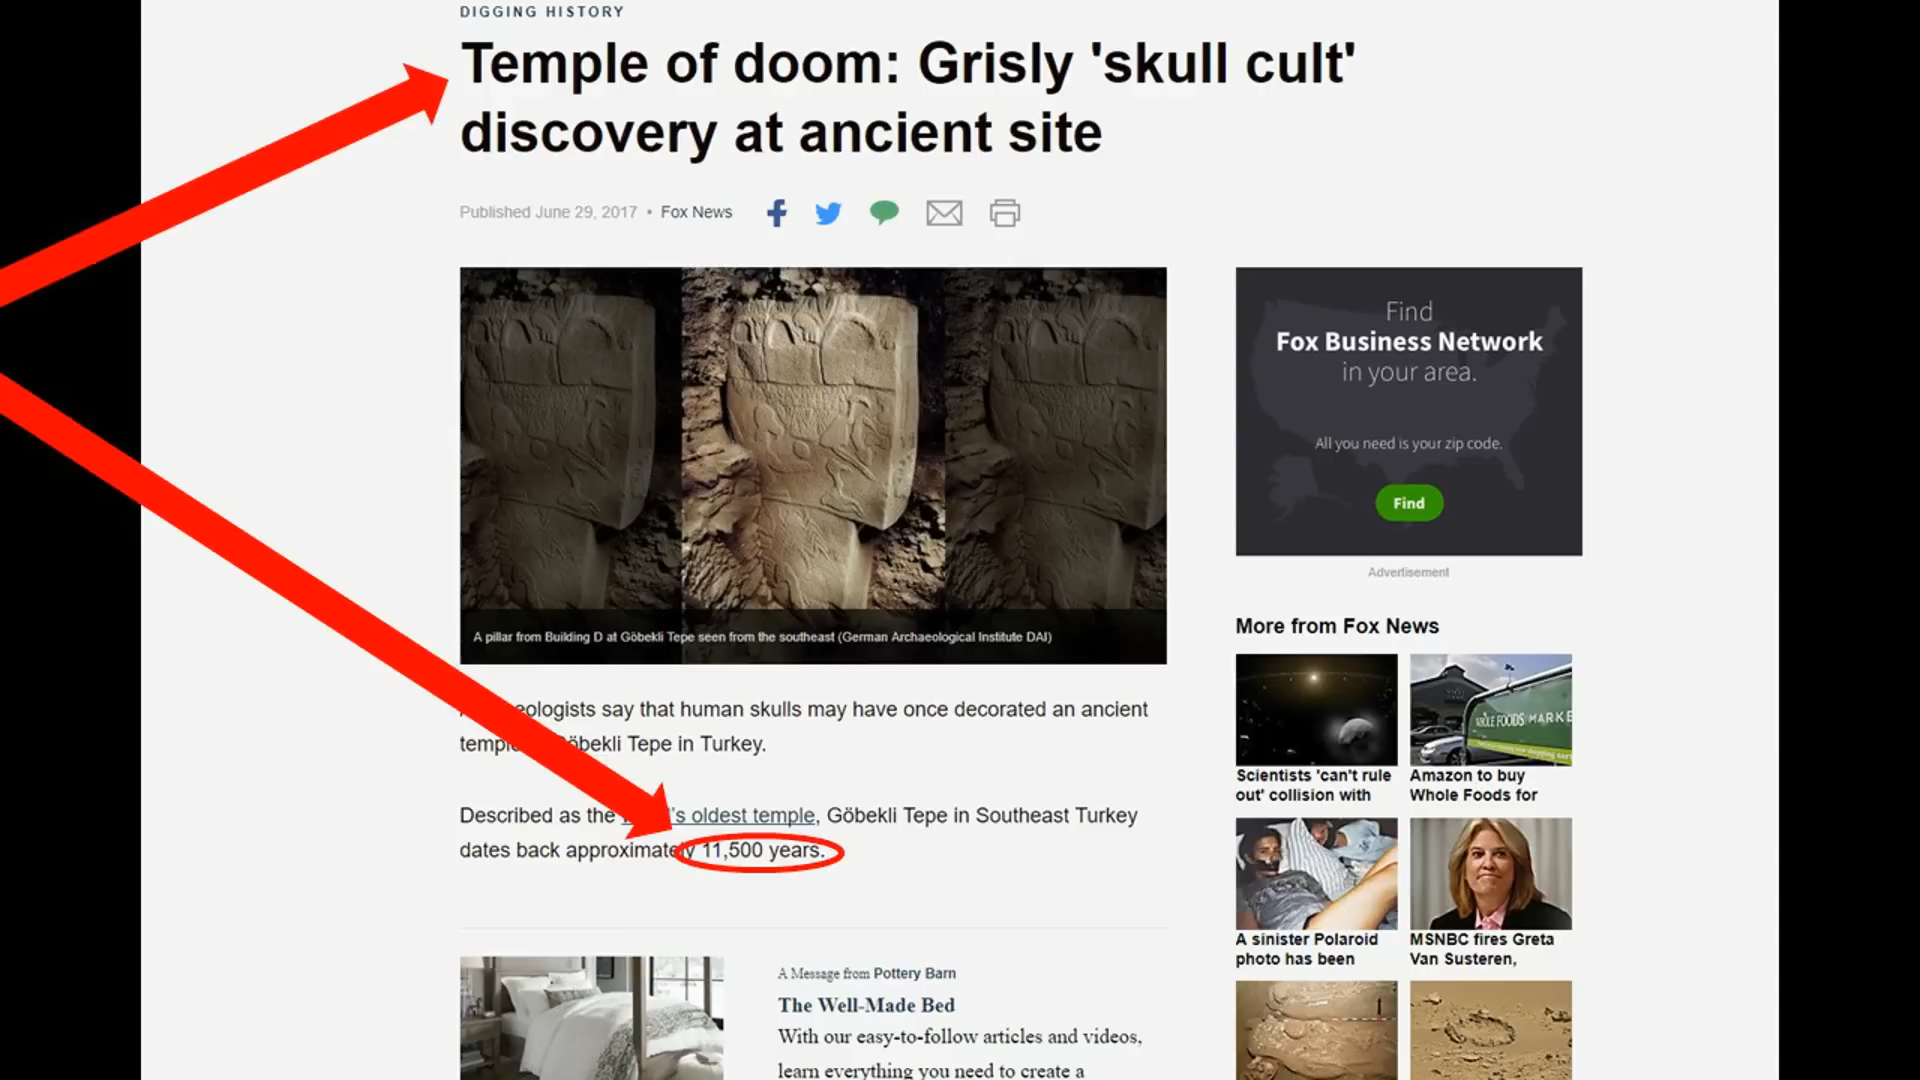 DIGGING HISTORY
Temple of doom: Grisly 'skull cult'
discovery at ancient site
Published June 29, 2017 • Fox News
A pillar from Building D at Göbekli Tepe seen from the southeast (German Archaeological Institute DAI)
say that human skulls may have once decorated an ancient
Tepe in Turkey.
Described as the oldest temple, Göbekli Tepe in Southeast Turkey
dates back approximately 11,500 years.
A Message from Pottery Barn
The Well-Made Bed
With our easy-to-follow articles and videos,
learn everything you need to create a
Find
Fox Business Network
in your area.
All you need is your zip code.
Find
Advertisement
More from Fox News
WHOLE FOODS MARKE
Scientists 'can't rule
out' collision with
Amazon to buy
Whole Foods for
A sinister Polaroid
photo has been
MSNBC fires Greta
Van Susteren,